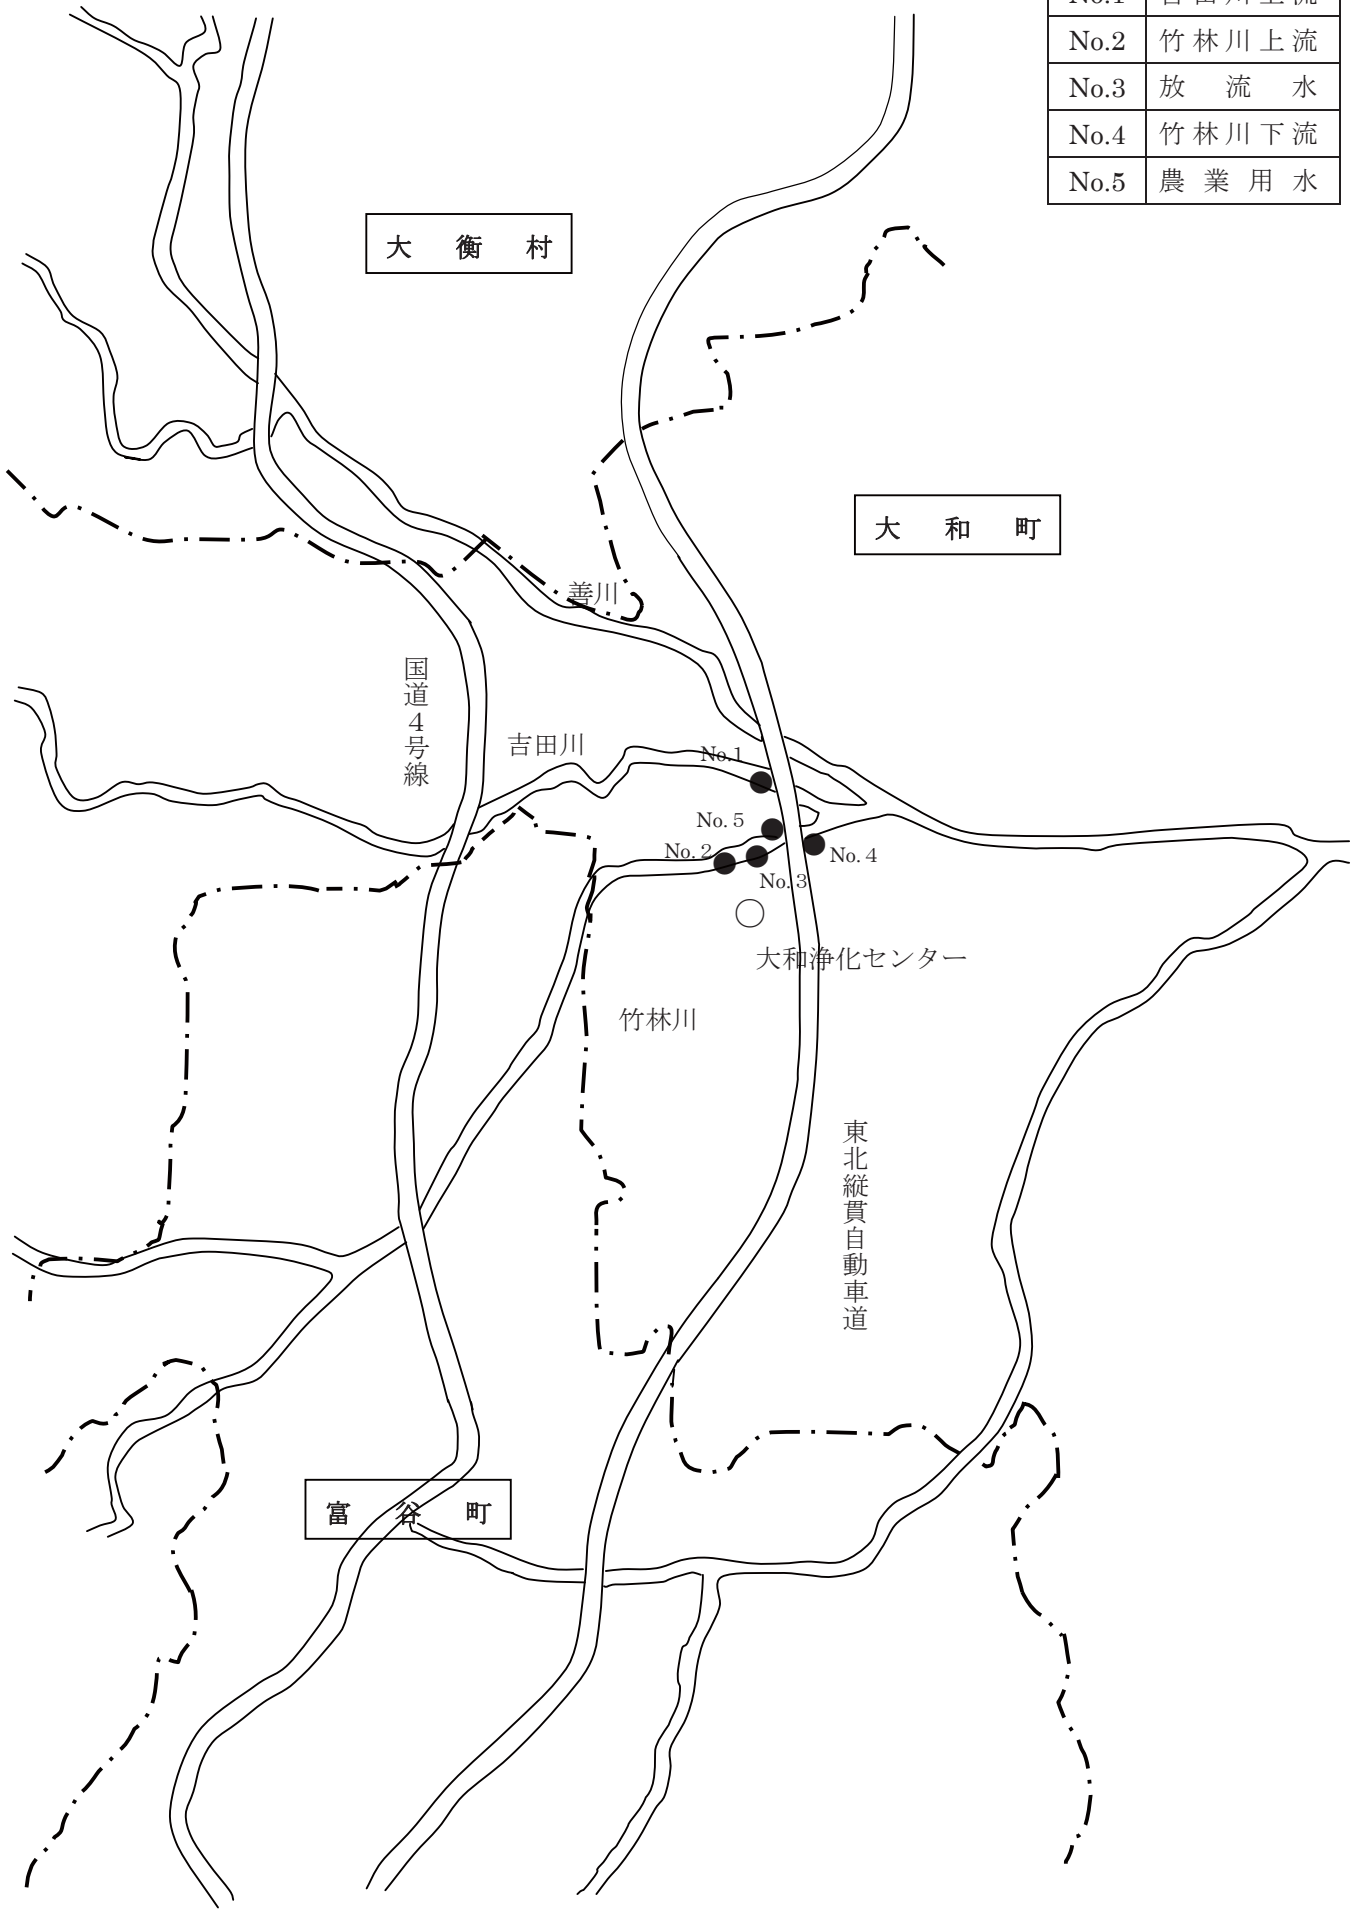 No.2 竹林川上流
No.3 放流水
No.4 竹林川下流
No.5 農業用水
大衡村
大和町
善川
国道４号線
吉田川
No.1
No.５
No.２
No.４
No.３
大和浄化センター
竹林川
東北縦貫自動車道
富谷町